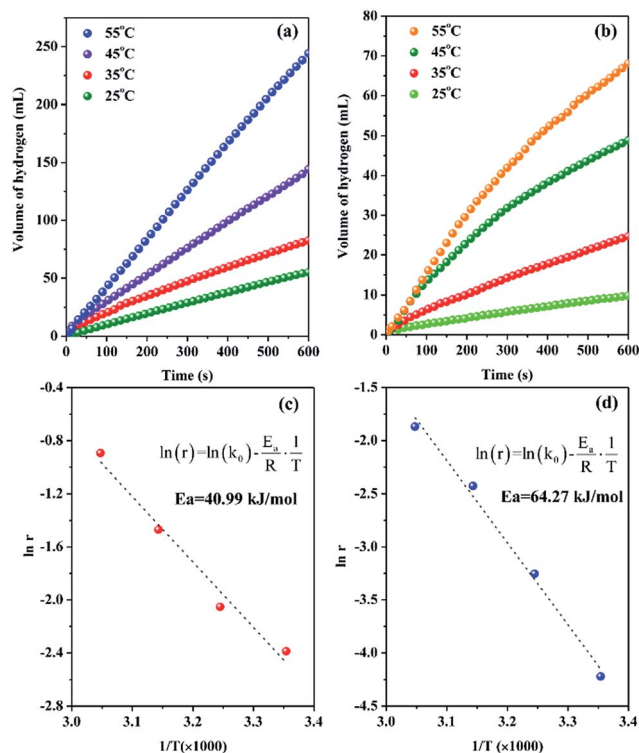 (a)
55°C
45°C
35°C
25°C
Volume of hydrogen (mL)
250
200
150
100
50
0
0 100 200 300 400 500 600
Time (s)
(b)
55°C
45°C
35°C
25°C
Volume of hydrogen (mL)
80
70
60
50
40
30
20
10
0
0 100 200 300 400 500 600
Time (s)
(c)
ln(r)=ln(k₀)-Eₐ/R·1/T
Ea=40.99 kJ/mol
ln r
-0.4
-0.8
-1.2
-1.6
-2.0
-2.4
-2.8
3.0 3.1 3.2 3.3 3.4
1/T(×1000)
(d)
ln(r)=ln(k₀)-Eₐ/R·1/T
Ea=64.27 kJ/mol
ln r
-1.5
-2.0
-2.5
-3.0
-3.5
-4.0
-4.5
3.0 3.1 3.2 3.3 3.4
1/T(×1000)